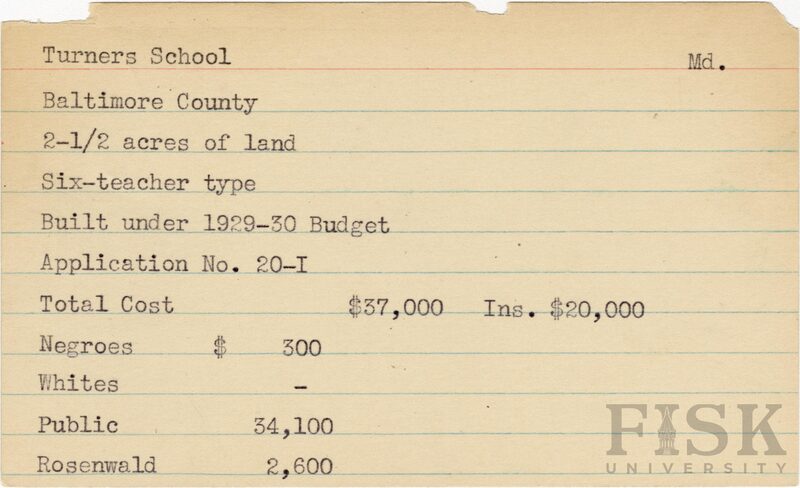 Turners School Md.
Baltimore County
2-1/2 acres of land
Six-teacher type
Built under 1929-30 Budget
Application No. 20-I
Total Cost $37,000 Ins. $20,000
Negroes $ 300
Whites -
Public 34,100
Rosenwald 2,600
FISK
UNIVERSITY